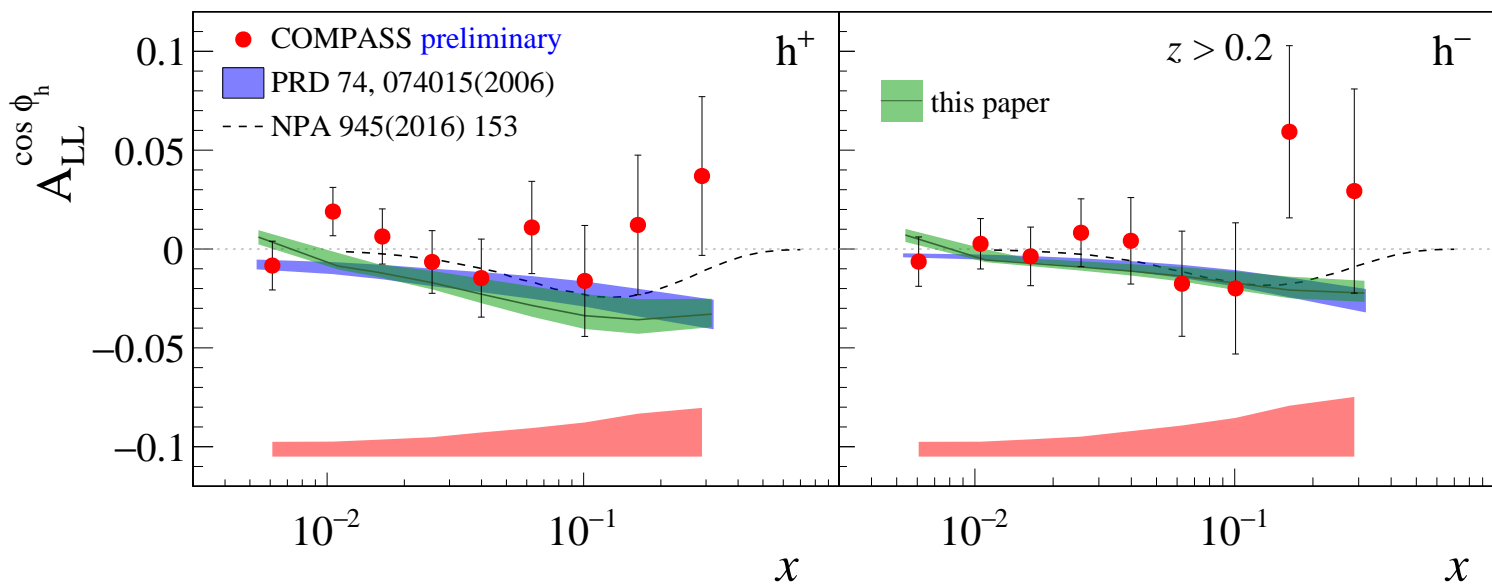 A_LL^cos ϕ_h
0.1
0.05
0
−0.05
−0.1
COMPASS preliminary
PRD 74, 074015(2006)
NPA 945(2016) 153
h⁺
z > 0.2
h⁻
this paper
10⁻²
10⁻¹
x
10⁻²
10⁻¹
x